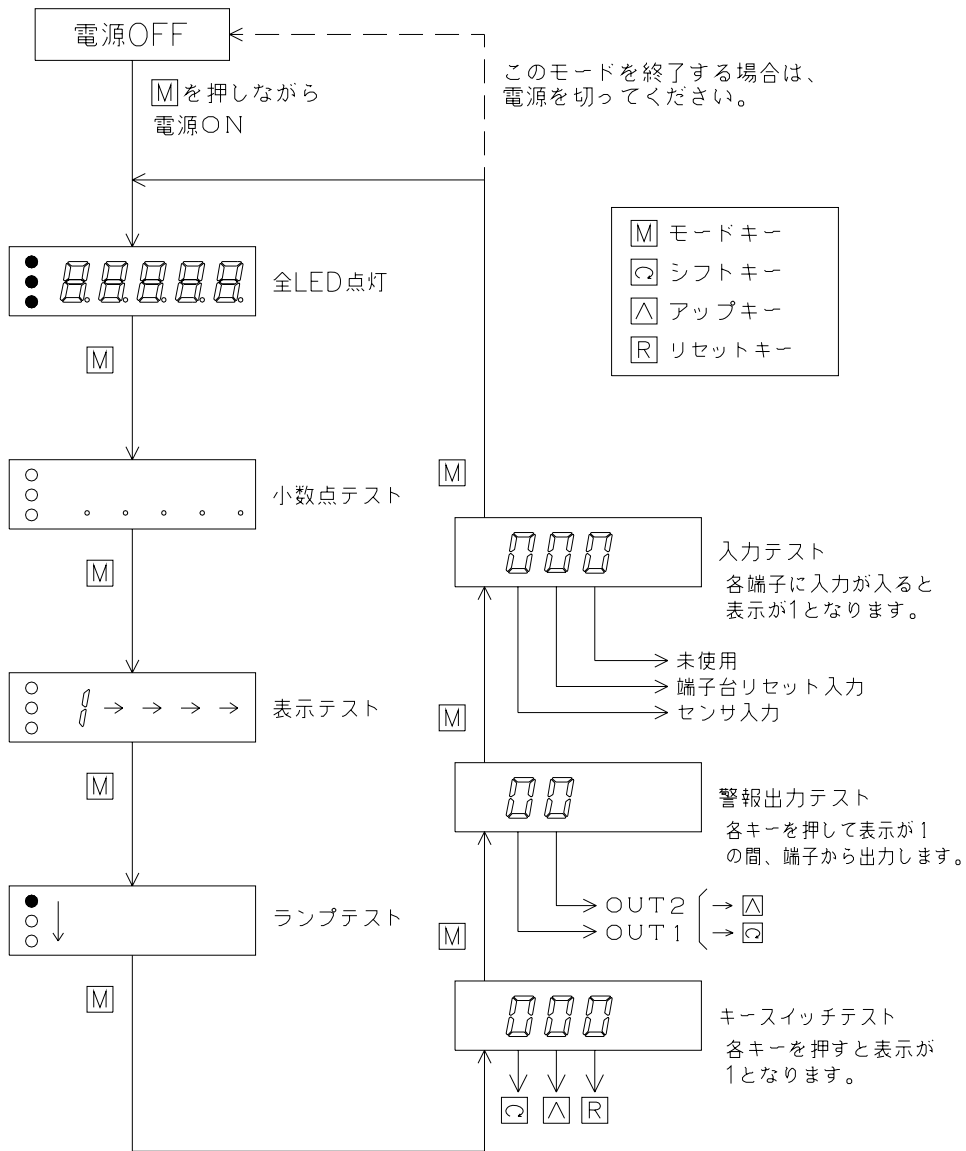 電源OFF
Mを押しながら
電源ON
このモードを終了する場合は、
電源を切ってください。
M モードキー
シフトキー
∧ アップキー
R リセットキー
8.8.8.8.8.
全LED点灯
M
. . . . .
小数点テスト
M
1 → → → →
表示テスト
M
↓
ランプテスト
M
000
キースイッチテスト
各キーを押すと表示が
1となります。
∧ R
M
00
警報出力テスト
各キーを押して表示が1
の間、端子から出力します。
OUT2 → ∧
OUT1 →
M
000
入力テスト
各端子に入力が入ると
表示が1となります。
未使用
端子台リセット入力
センサ入力
M